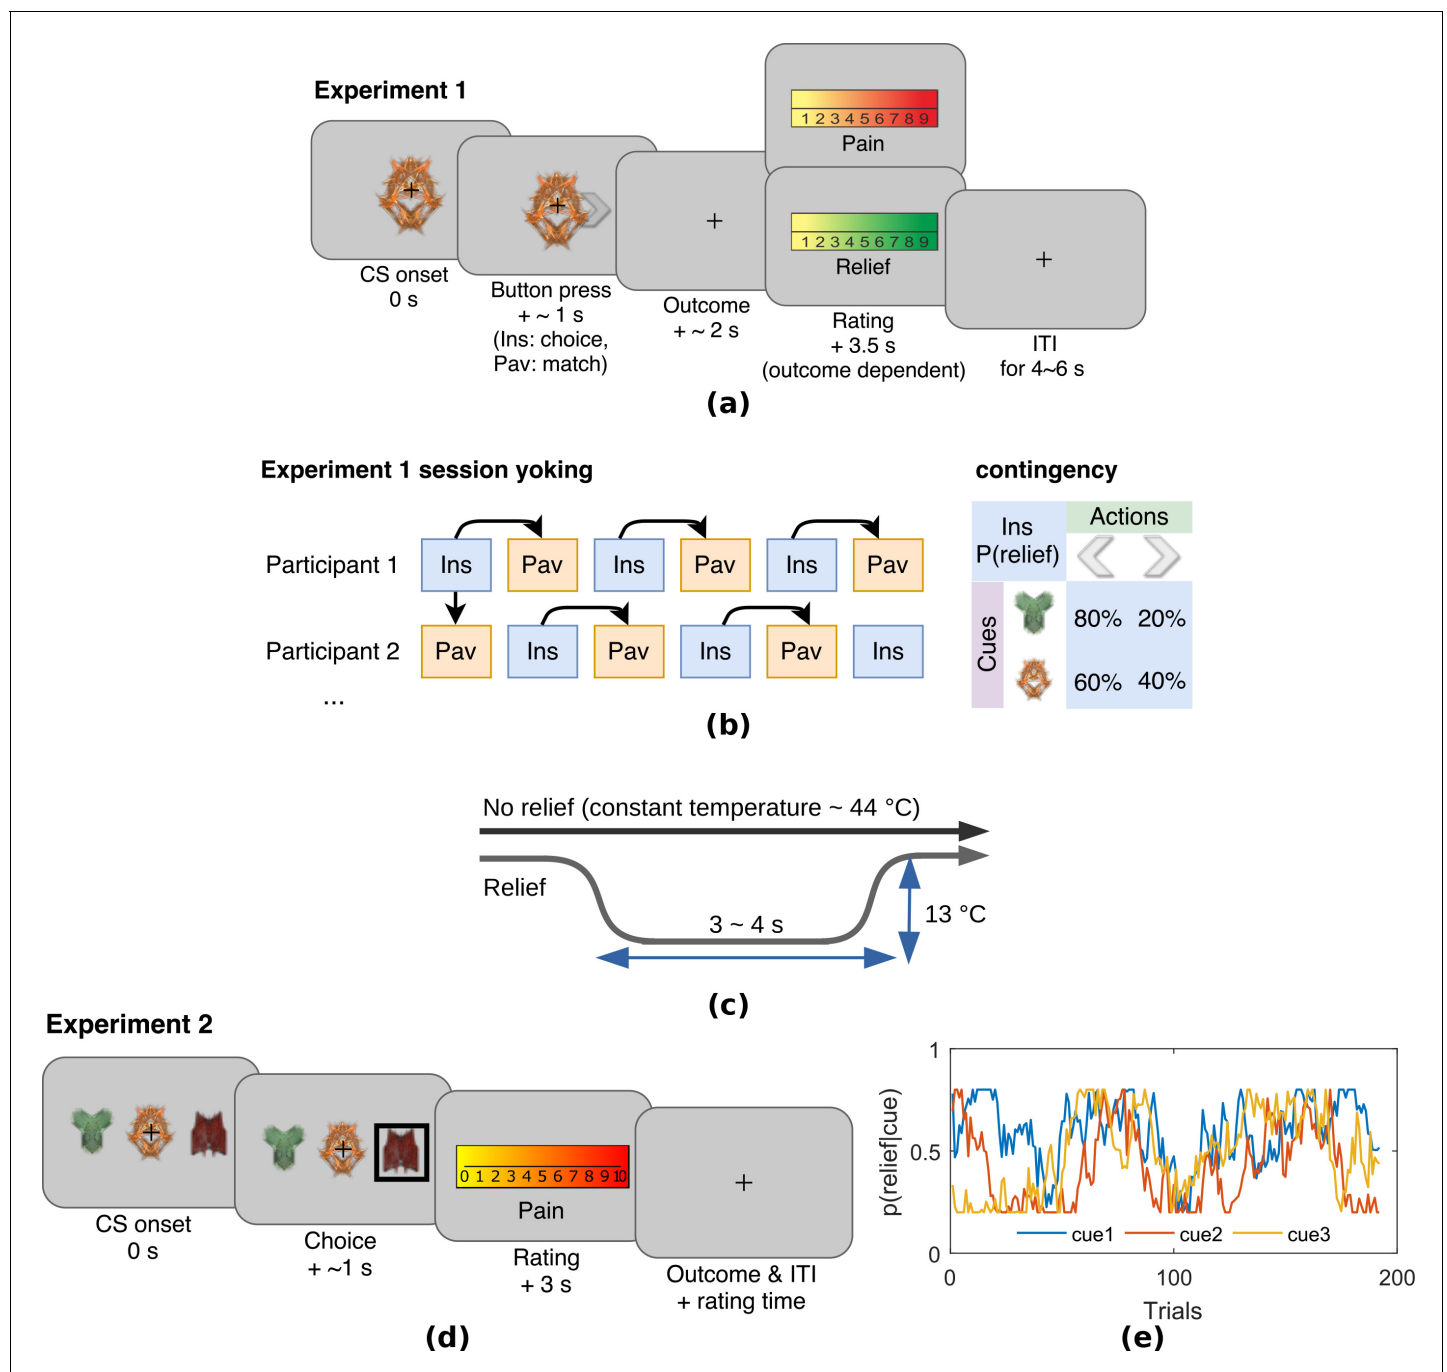 Experiment 1
CS onset
0 s
Button press
+ ~ 1 s
(Ins: choice,
Pav: match)
Outcome
+ ~ 2 s
1 2 3 4 5 6 7 8 9
Pain
1 2 3 4 5 6 7 8 9
Relief
Rating
+ 3.5 s
(outcome dependent)
ITI
for 4~6 s
(a)
Experiment 1 session yoking
Participant 1
Ins
Pav
Ins
Pav
Ins
Pav
Participant 2
Pav
Ins
Pav
Ins
Pav
Ins
...
contingency
Ins
P(relief)
Actions
Cues
80% 20%
60% 40%
(b)
No relief (constant temperature ~ 44 °C)
Relief
3 ~ 4 s
13 °C
(c)
Experiment 2
CS onset
0 s
Choice
+ ~1 s
0 1 2 3 4 5 6 7 8 9 10
Pain
Rating
+ 3 s
Outcome & ITI
+ rating time
(d)
p(relief|cue)
1
0.5
0
cue1 cue2 cue3
0 100 200
Trials
(e)